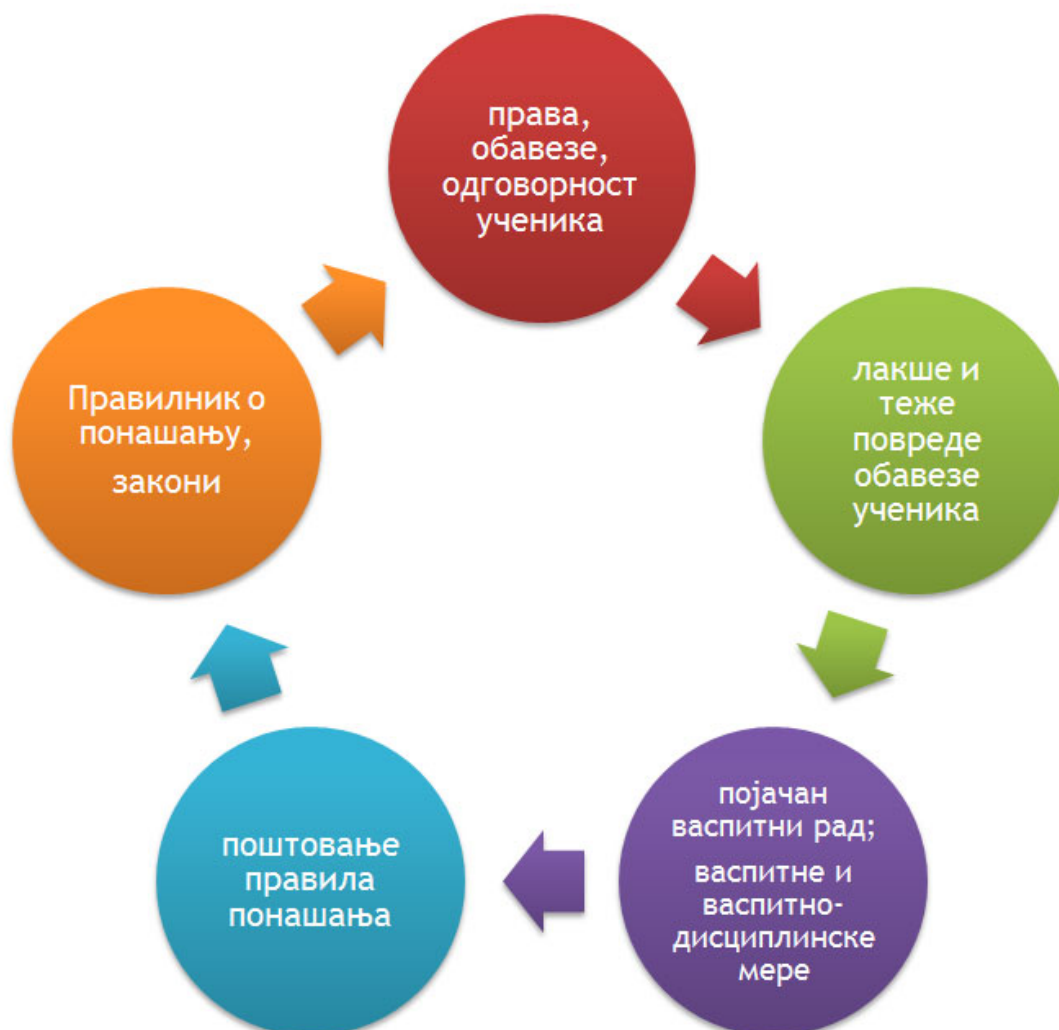 права,
обавезе,
одговорност
ученика
лакше и
теже
повреде
обавезе
ученика
појачан
васпитни рад;
васпитне и
васпитно-
дисциплинске
мере
поштовање
правила
понашања
Правилник о
понашању,
закони